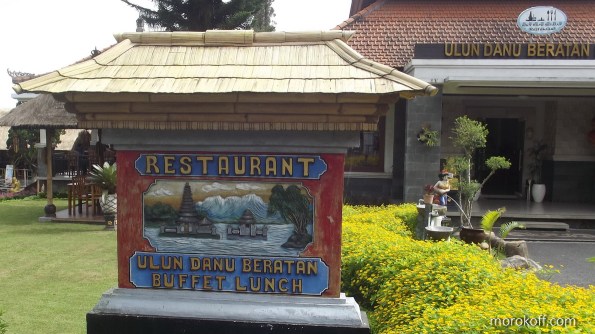 ULUN DANU BERATAN
RESTAURANT
ULUN DANU BERATAN
BUFFET LUNCH
morokoff.com